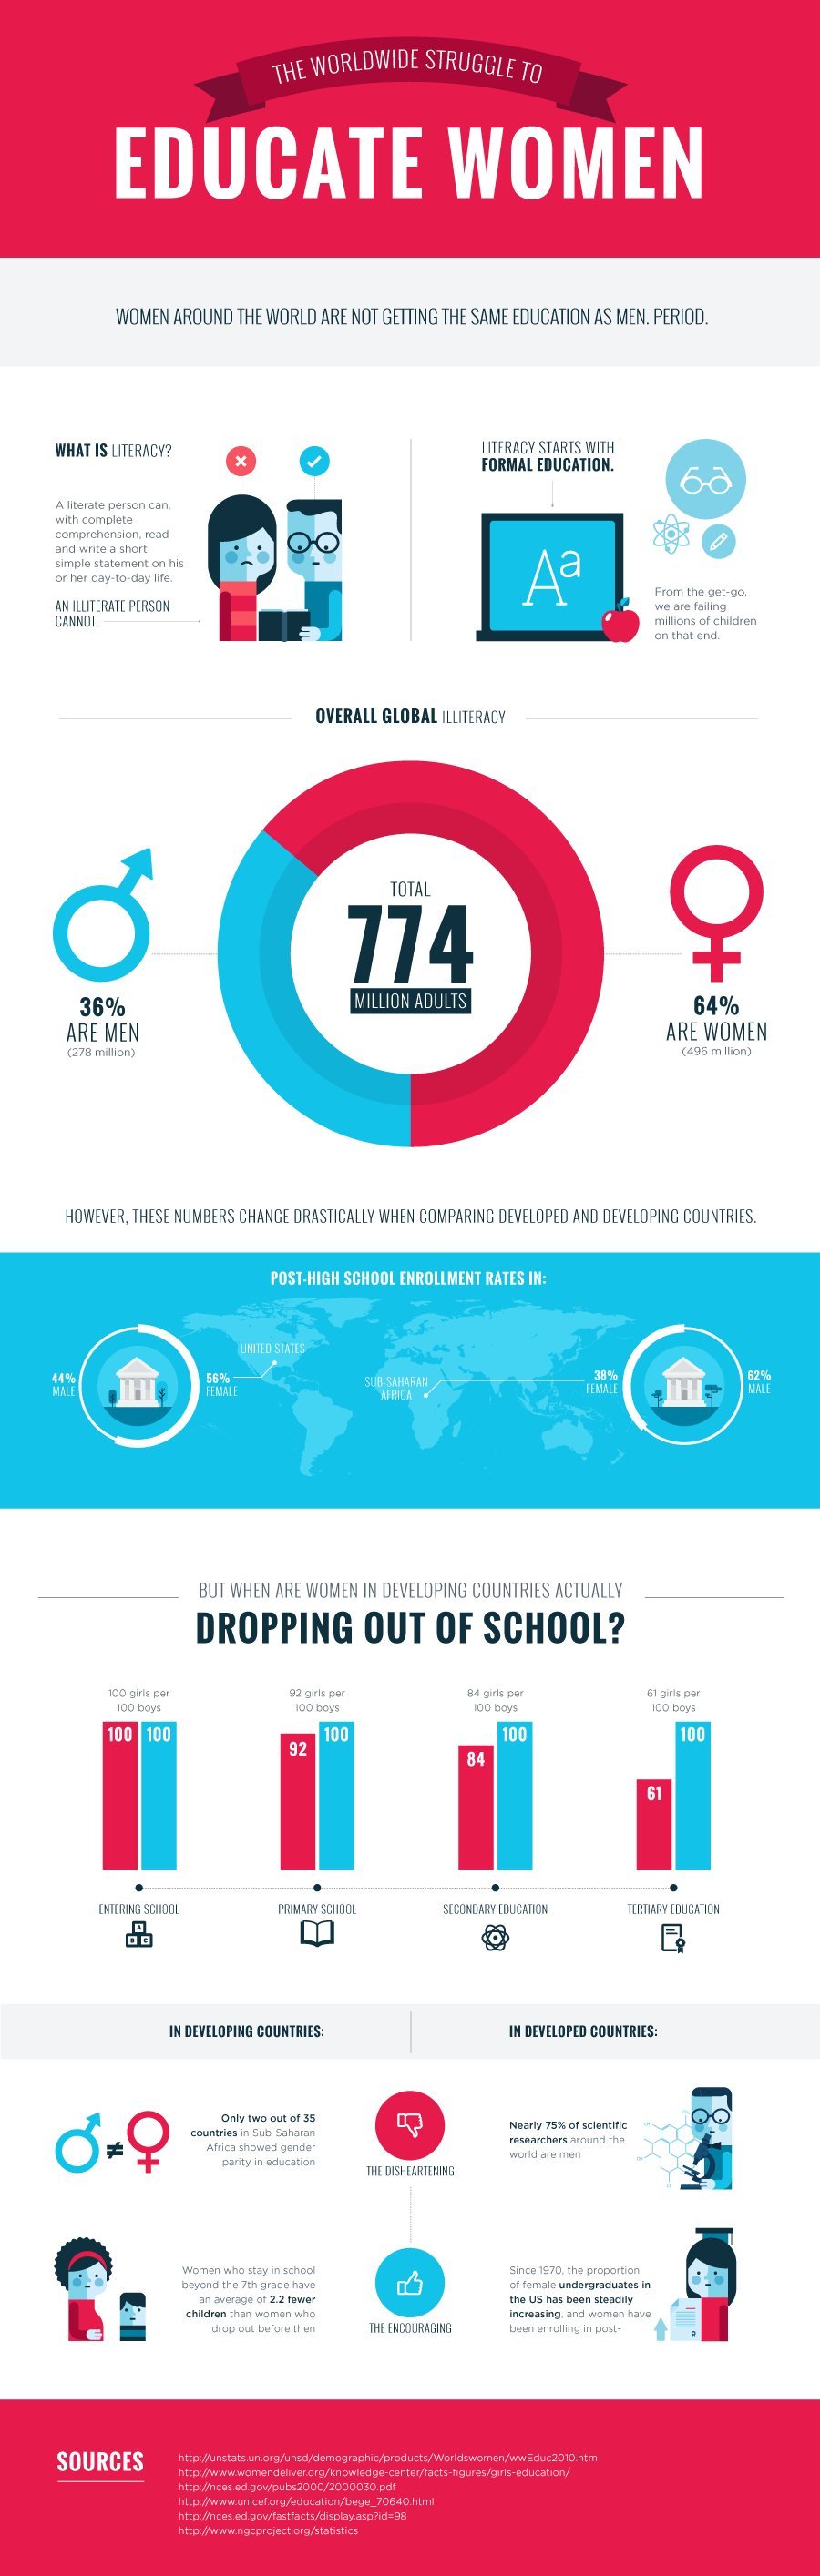 THE WORLDWIDE STRUGGLE TO
EDUCATE WOMEN
WOMEN AROUND THE WORLD ARE NOT GETTING THE SAME EDUCATION AS MEN. PERIOD.
WHAT IS LITERACY?
A literate person can,
with complete
comprehension, read
and write a short
simple statement on his
or her day-to-day life.
AN ILLITERATE PERSON
CANNOT.
LITERACY STARTS WITH
FORMAL EDUCATION.
Aa
From the get-go,
we are failing
millions of children
on that end.
OVERALL GLOBAL ILLITERACY
TOTAL
774
MILLION ADULTS
36%
ARE MEN
(278 million)
64%
ARE WOMEN
(496 million)
HOWEVER, THESE NUMBERS CHANGE DRASTICALLY WHEN COMPARING DEVELOPED AND DEVELOPING COUNTRIES.
POST-HIGH SCHOOL ENROLLMENT RATES IN:
44%
MALE
56%
FEMALE
UNITED STATES
SUB-SAHARAN
AFRICA
38%
FEMALE
62%
MALE
BUT WHEN ARE WOMEN IN DEVELOPING COUNTRIES ACTUALLY
DROPPING OUT OF SCHOOL?
100 girls per
100 boys
92 girls per
100 boys
84 girls per
100 boys
61 girls per
100 boys
100 100
92 100
84 100
61 100
ENTERING SCHOOL
PRIMARY SCHOOL
SECONDARY EDUCATION
TERTIARY EDUCATION
A
B C
IN DEVELOPING COUNTRIES:
IN DEVELOPED COUNTRIES:
≠
Only two out of 35
countries in Sub-Saharan
Africa showed gender
parity in education
THE DISHEARTENING
Nearly 75% of scientific
researchers around the
world are men
Women who stay in school
beyond the 7th grade have
an average of 2.2 fewer
children than women who
drop out before then
THE ENCOURAGING
Since 1970, the proportion
of female undergraduates in
the US has been steadily
increasing, and women have
been enrolling in post-
SOURCES
http://unstats.un.org/unsd/demographic/products/Worldswomen/wwEduc2010.htm
http://www.womendeliver.org/knowledge-center/facts-figures/girls-education/
http://nces.ed.gov/pubs2000/2000030.pdf
http://www.unicef.org/education/bege_70640.html
http://nces.ed.gov/fastfacts/display.asp?id=98
http://www.ngcproject.org/statistics